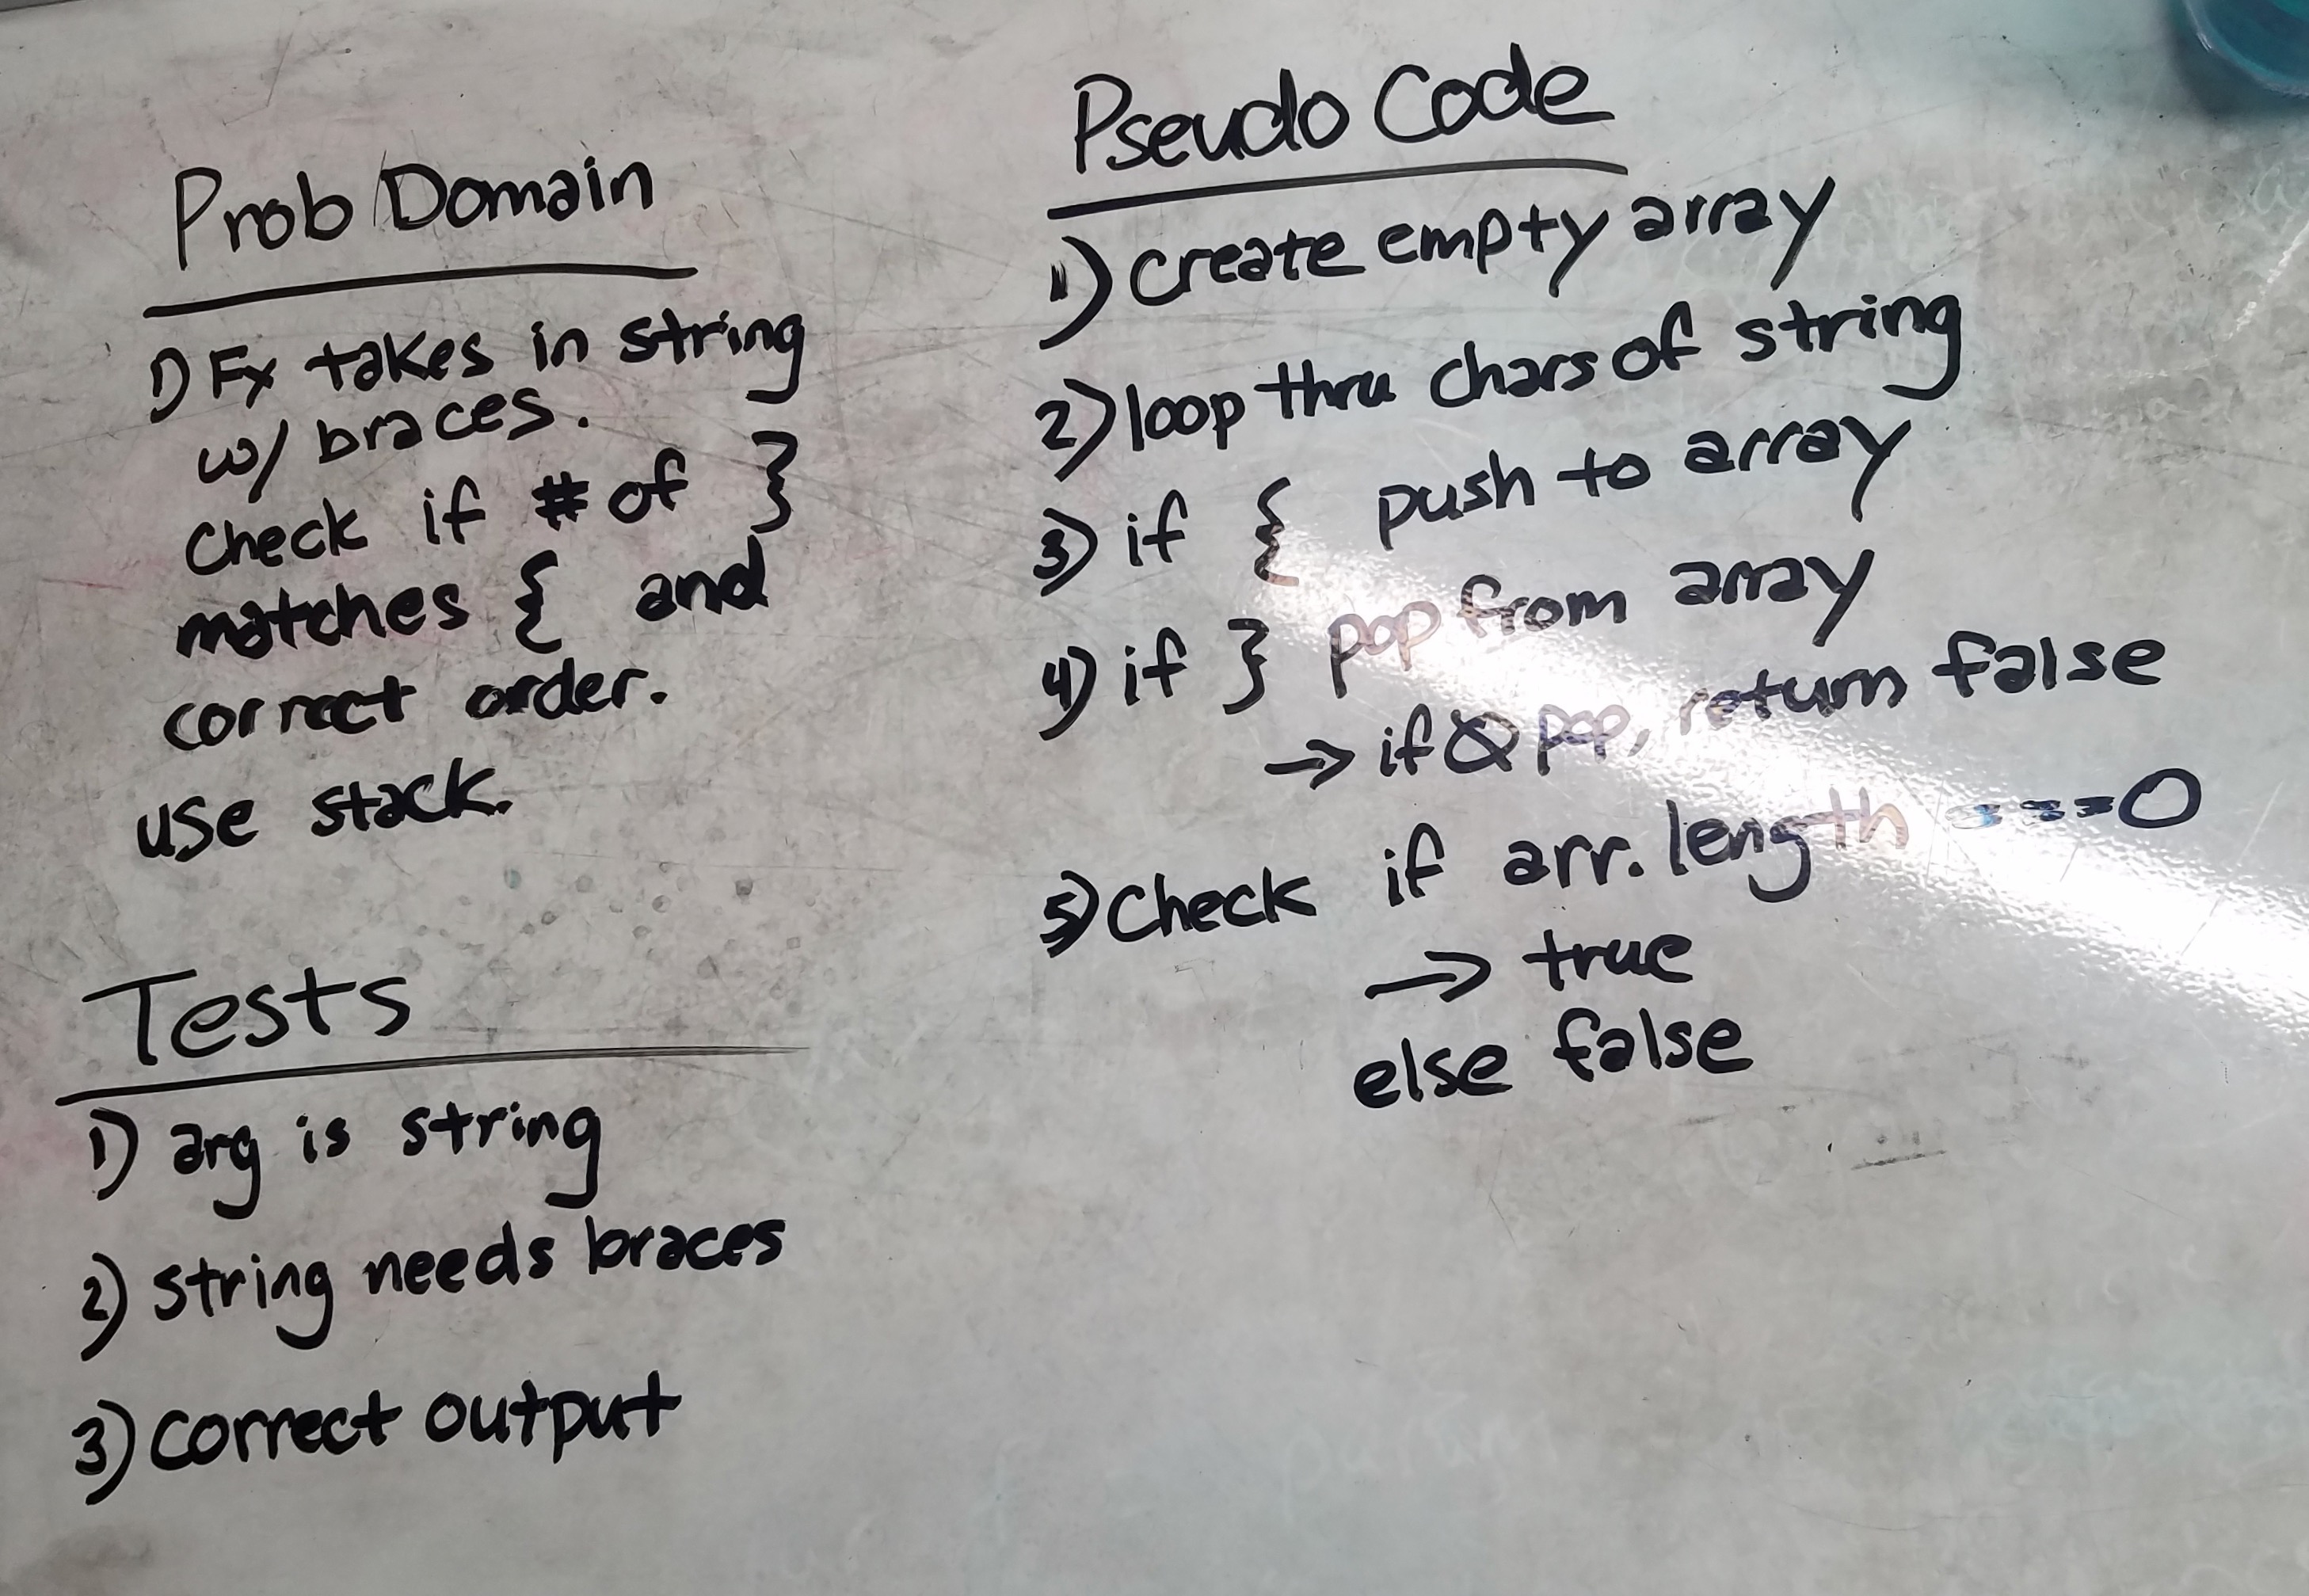 Prob Domain
1) Fx takes in string
w/ braces.
Check if # of }
matches { and
correct order.
use stack.
Tests
1) arg is string
2) string needs braces
3) correct output
Pseudo Code
1) create empty array
2) loop thru chars of string
3) if { push to array
4) if } pop from array
→ if Ø pop, return false
5) Check if arr.length === 0
→ true
else false